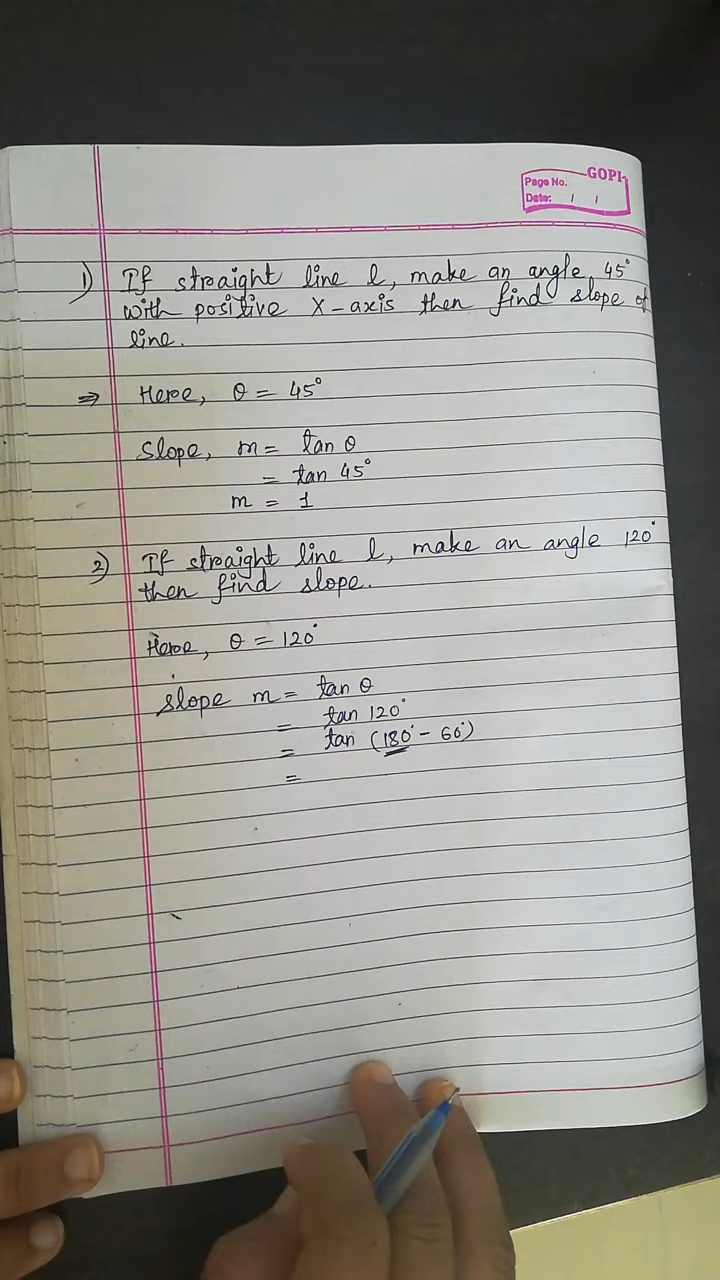 GOPI
Page No.
Date: / /
1) If straight line l, make an angle 45°
with positive X-axis then find slope of
line.
⇒ Here, θ = 45°
Slope, m = tan θ
= tan 45°
m = 1
2) If straight line l, make an angle 120°
then find slope.
Here, θ = 120°
slope m = tan θ
= tan 120°
= tan (180° - 60°)
=